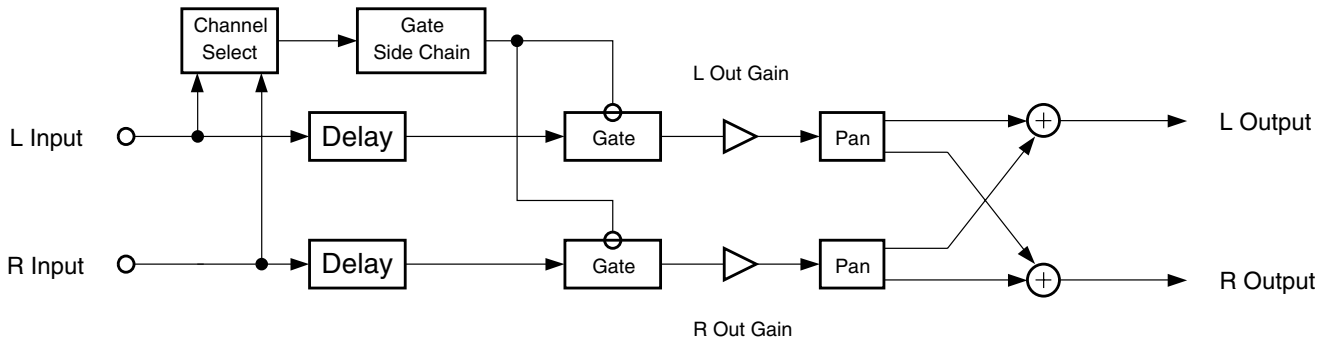 Channel
Select
Gate
Side Chain
L Out Gain
L Input
Delay
Gate
Pan
+
L Output
R Input
Delay
Gate
Pan
+
R Output
R Out Gain